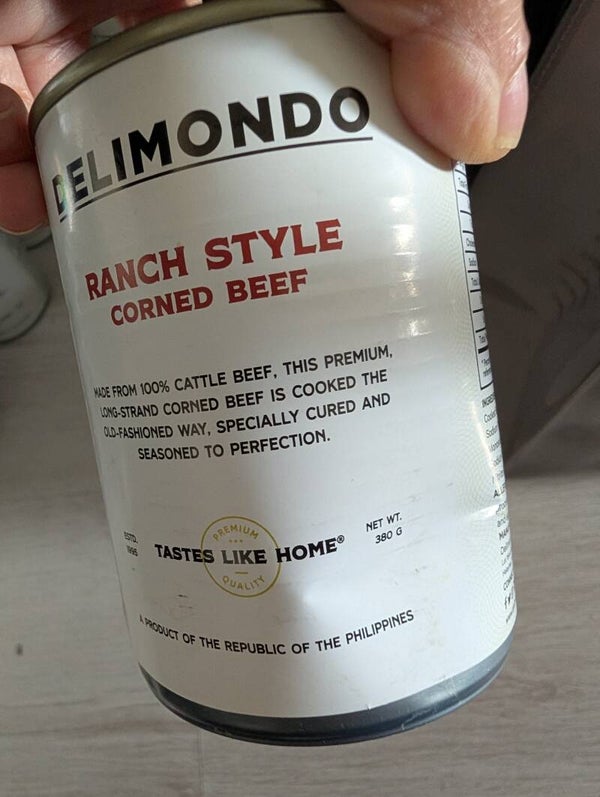 DELIMONDO
RANCH STYLE
CORNED BEEF
MADE FROM 100% CATTLE BEEF, THIS PREMIUM,
LONG-STRAND CORNED BEEF IS COOKED THE
OLD-FASHIONED WAY, SPECIALLY CURED AND
SEASONED TO PERFECTION.
ESTD.
PREMIUM
TASTES LIKE HOME®
QUALITY
NET WT.
380 G
A PRODUCT OF THE REPUBLIC OF THE PHILIPPINES